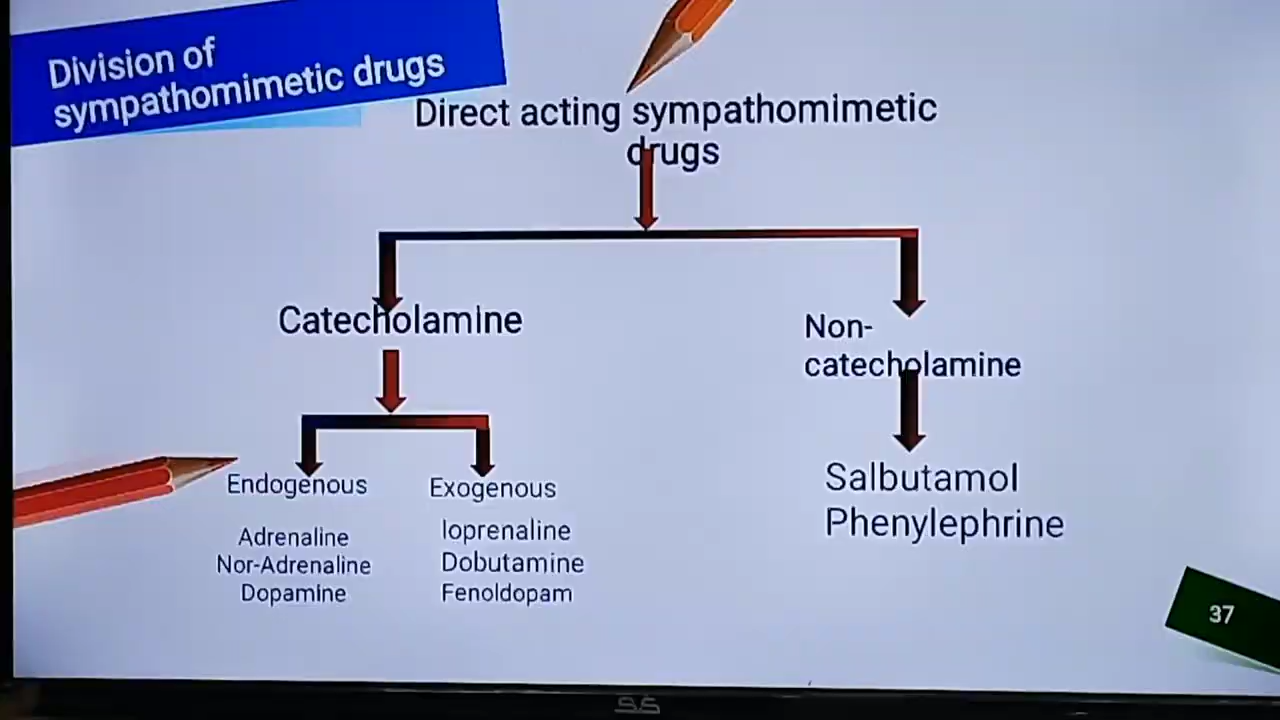 Division of
sympathomimetic drugs
Direct acting sympathomimetic
drugs
Catecholamine
Non-
catecholamine
Endogenous
Exogenous
Adrenaline
Nor-Adrenaline
Dopamine
Ioprenaline
Dobutamine
Fenoldopam
Salbutamol
Phenylephrine
37